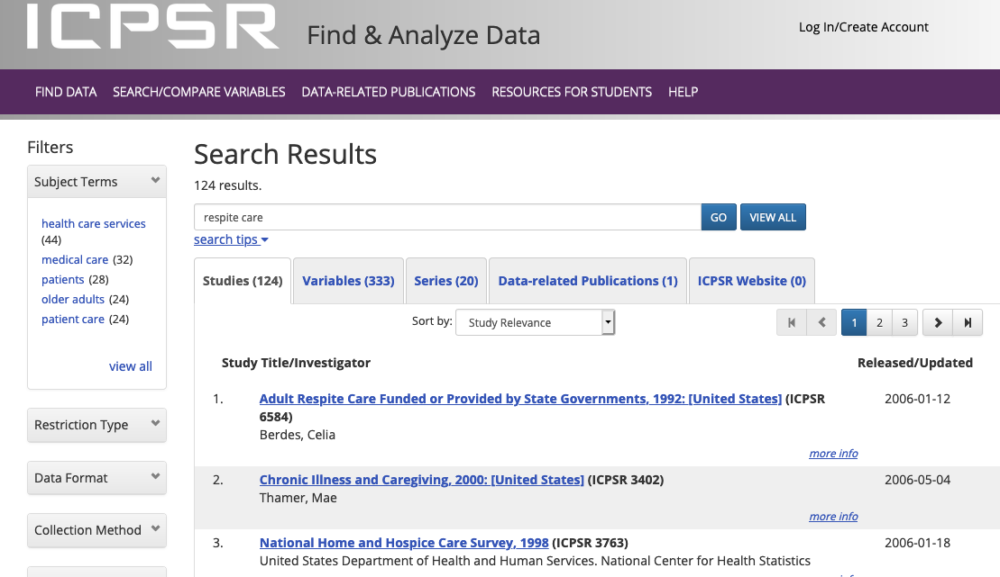 ICPSR Find & Analyze Data
Log In/Create Account
FIND DATA SEARCH/COMPARE VARIABLES DATA-RELATED PUBLICATIONS RESOURCES FOR STUDENTS HELP
Filters
Subject Terms
health care services
(44)
medical care (32)
patients (28)
older adults (24)
patient care (24)
view all
Restriction Type
Data Format
Collection Method
Search Results
124 results.
respite care GO VIEW ALL
search tips
Studies (124) Variables (333) Series (20) Data-related Publications (1) ICPSR Website (0)
Sort by: Study Relevance 1 2 3
Study Title/Investigator Released/Updated
1. Adult Respite Care Funded or Provided by State Governments, 1992: [United States] (ICPSR 2006-01-12
6584)
Berdes, Celia
more info
2. Chronic Illness and Caregiving, 2000: [United States] (ICPSR 3402) 2006-05-04
Thamer, Mae
more info
3. National Home and Hospice Care Survey, 1998 (ICPSR 3763) 2006-01-18
United States Department of Health and Human Services. National Center for Health Statistics